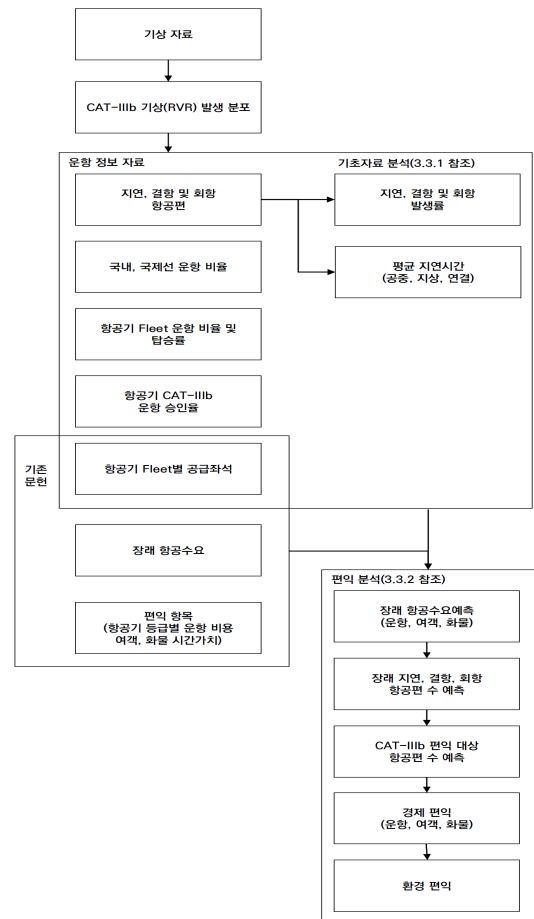 기상 자료
CAT-IIIb 기상(RVR) 발생 분포
운항 정보 자료
기초자료 분석(3.3.1 참조)
지연, 결항 및 회항
항공편
지연, 결항 및 회항
발생률
국내, 국제선 운항 비율
평균 지연시간
(공중, 지상, 연결)
항공기 Fleet 운항 비율 및
탑승률
항공기 CAT-IIIb
운항 승인율
기존
문헌
항공기 Fleet별 공급좌석
장래 항공수요
편익 항목
(항공기 등급별 운항 비용
여객, 화물 시간가치)
편익 분석(3.3.2 참조)
장래 항공수요예측
(운항, 여객, 화물)
장래 지연, 결항, 회항
항공편 수 예측
CAT-IIIb 편익 대상
항공편 수 예측
경제 편익
(운항, 여객, 화물)
환경 편익